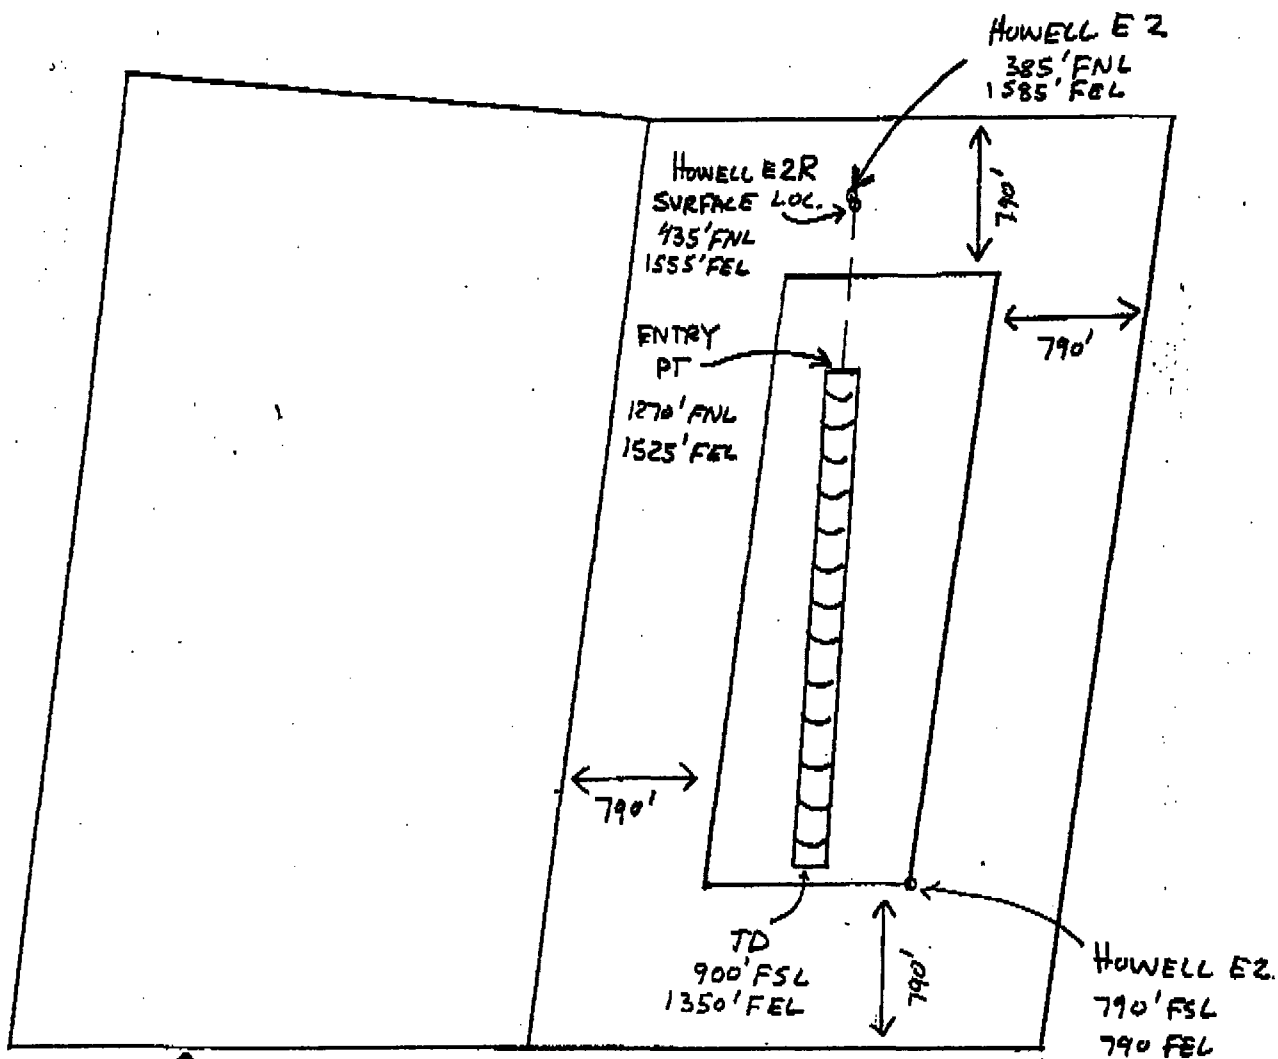 HOWELL E 2
385' FNL
1585' FEL
HOWELL E2R
SURFACE LOC.
435' FNL
1555' FEL
790'
790'
ENTRY
PT
1270' FNL
1525' FEL
790'
TD
900' FSL
1350' FEL
790'
HOWELL E2
790' FSL
790 FEL